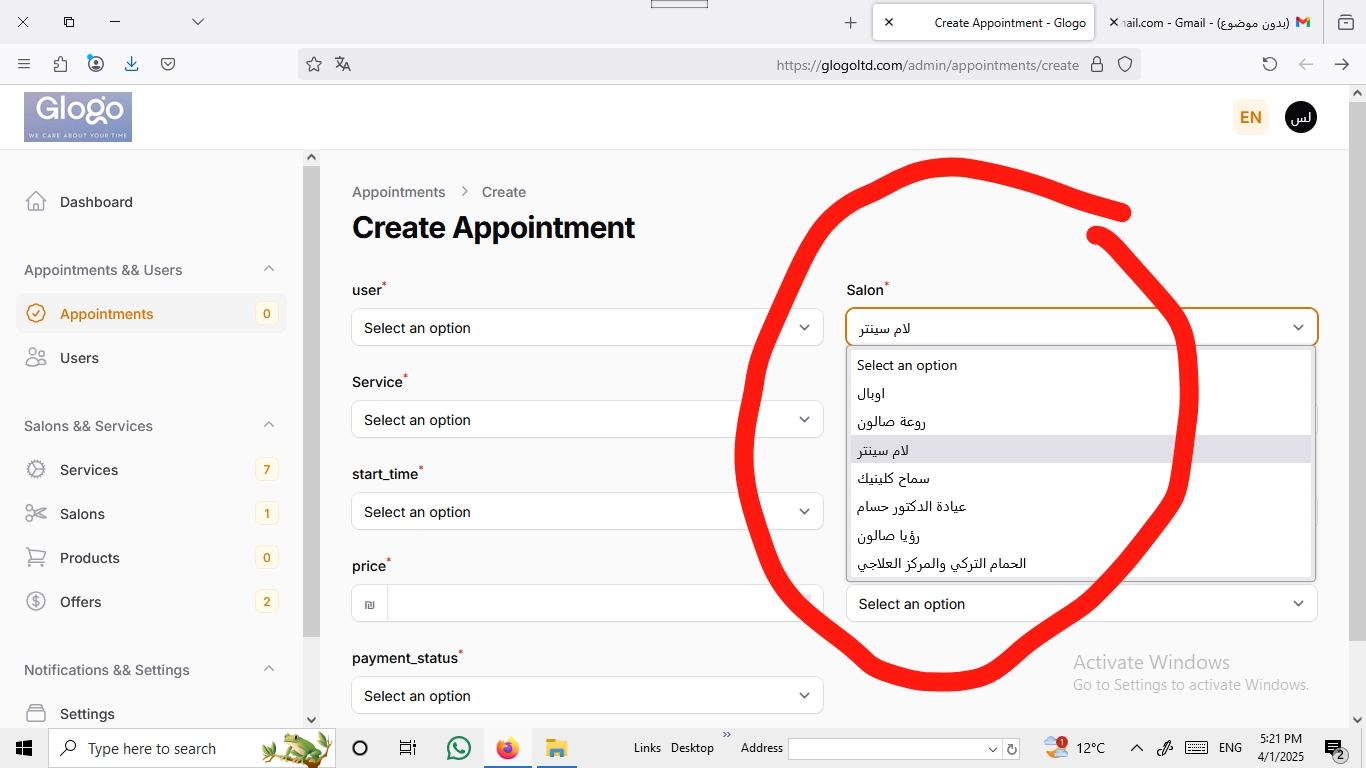 Create Appointment - Glogo
(بدون موضوع) - nail.com - Gmail
https://glogoltd.com/admin/appointments/create
Glogo
WE CARE ABOUT YOUR TIME
EN
لس
Dashboard
Appointments && Users
Appointments 0
Users
Salons && Services
Services 7
Salons 1
Products 0
Offers 2
Notifications && Settings
Settings
Appointments > Create
Create Appointment
user*
Select an option
Salon*
لام سينتر
Select an option
اوبال
روعة صالون
لام سينتر
سماح كلينيك
عيادة الدكتور حسام
رؤيا صالون
الحمام التركي والمركز العلاجي
Service*
Select an option
start_time*
Select an option
price*
₪
Select an option
payment_status*
Select an option
Activate Windows
Go to Settings to activate Windows.
Type here to search
Links Desktop » Address
1
12°C
ENG
5:21 PM
4/1/2025
2